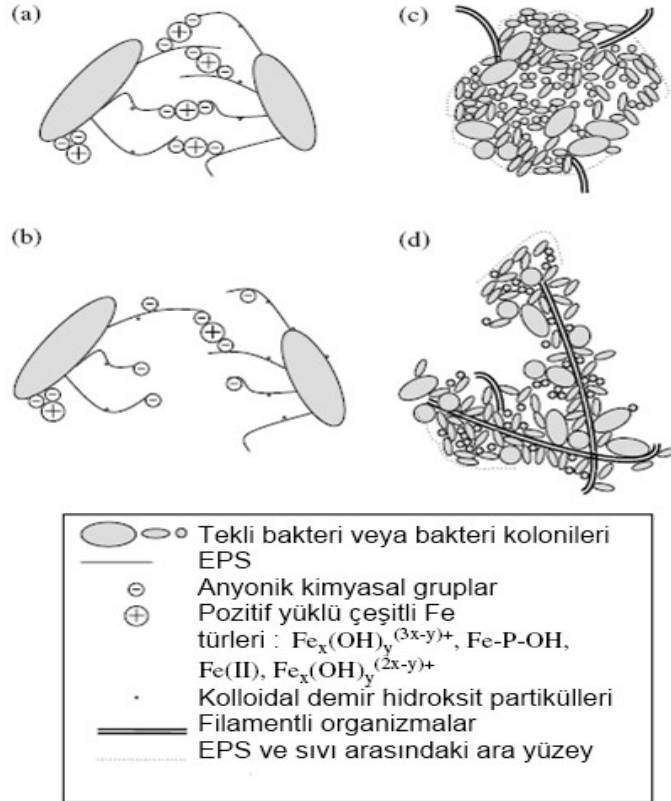 (a)
(c)
(b)
(d)
Tekli bakteri veya bakteri kolonileri
EPS
Anyonik kimyasal gruplar
Pozitif yüklü çeşitli Fe
türleri : Feₓ(OH)ᵧ⁽³ˣ⁻ʸ⁾⁺, Fe-P-OH,
Fe(II), Feₓ(OH)ᵧ⁽²ˣ⁻ʸ⁾⁺
Kolloidal demir hidroksit partikülleri
Filamentli organizmalar
EPS ve sıvı arasındaki ara yüzey